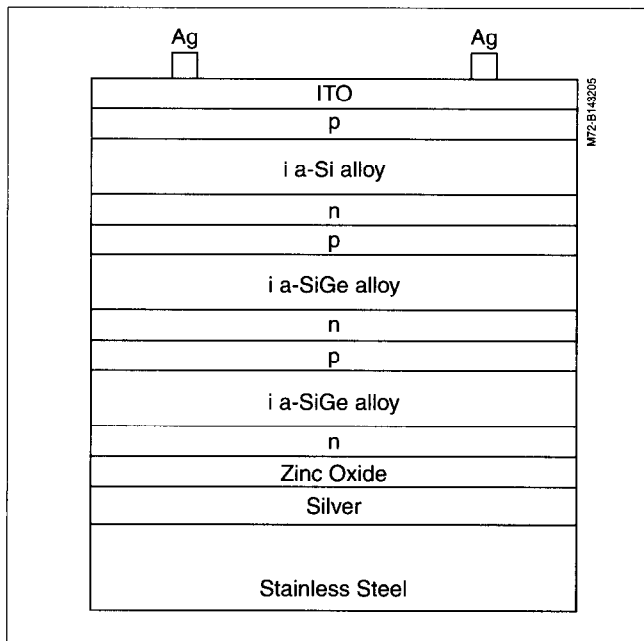 Ag Ag
ITO
p
i a-Si alloy
n
p
i a-SiGe alloy
n
p
i a-SiGe alloy
n
Zinc Oxide
Silver
Stainless Steel
M72-B143205